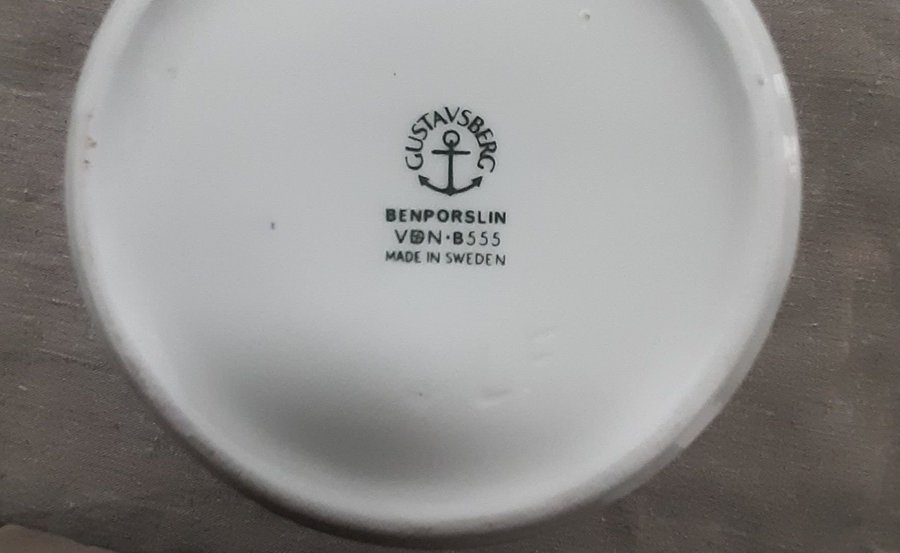 GUSTAVSBERG
BENPORSLIN
VDN·B555
MADE IN SWEDEN